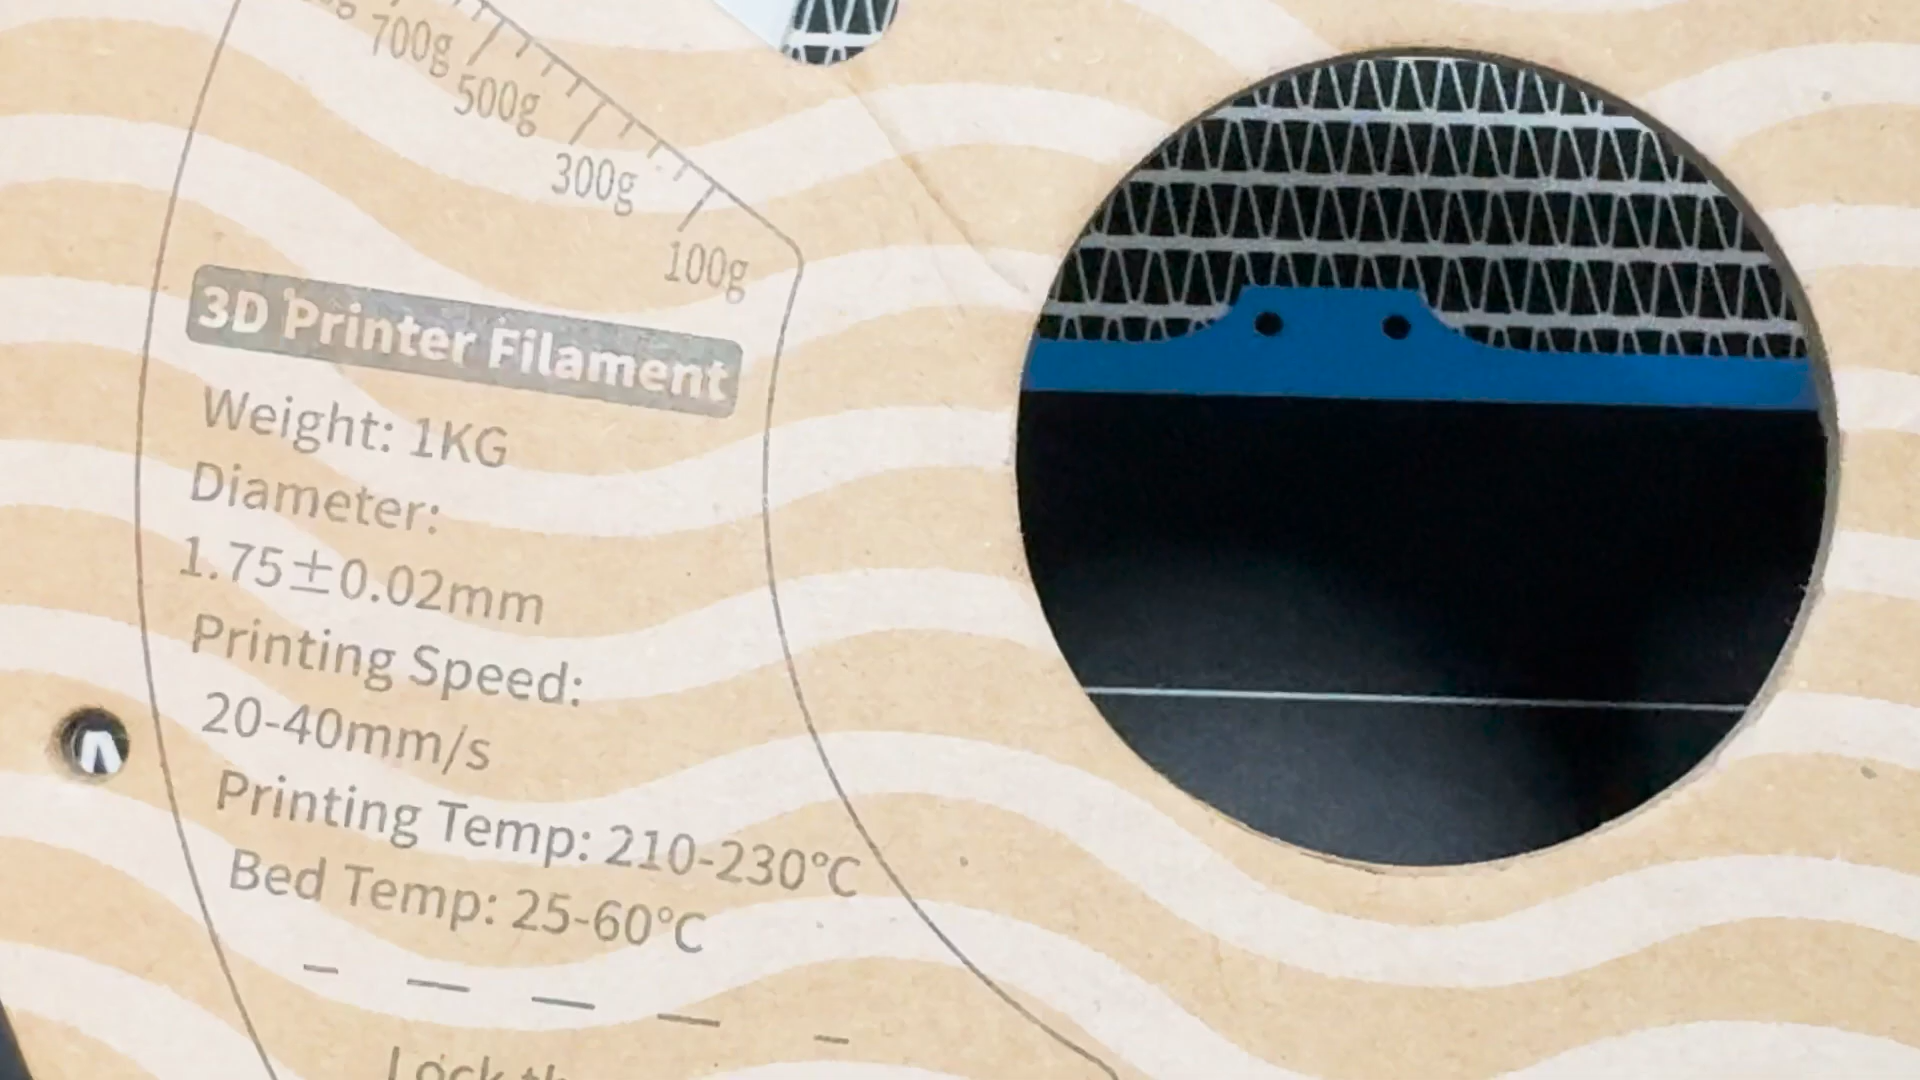 700g
500g
300g
100g
3D Printer Filament
Weight: 1KG
Diameter:
1.75±0.02mm
Printing Speed:
20-40mm/s
Printing Temp: 210-230℃
Bed Temp: 25-60℃
Lock